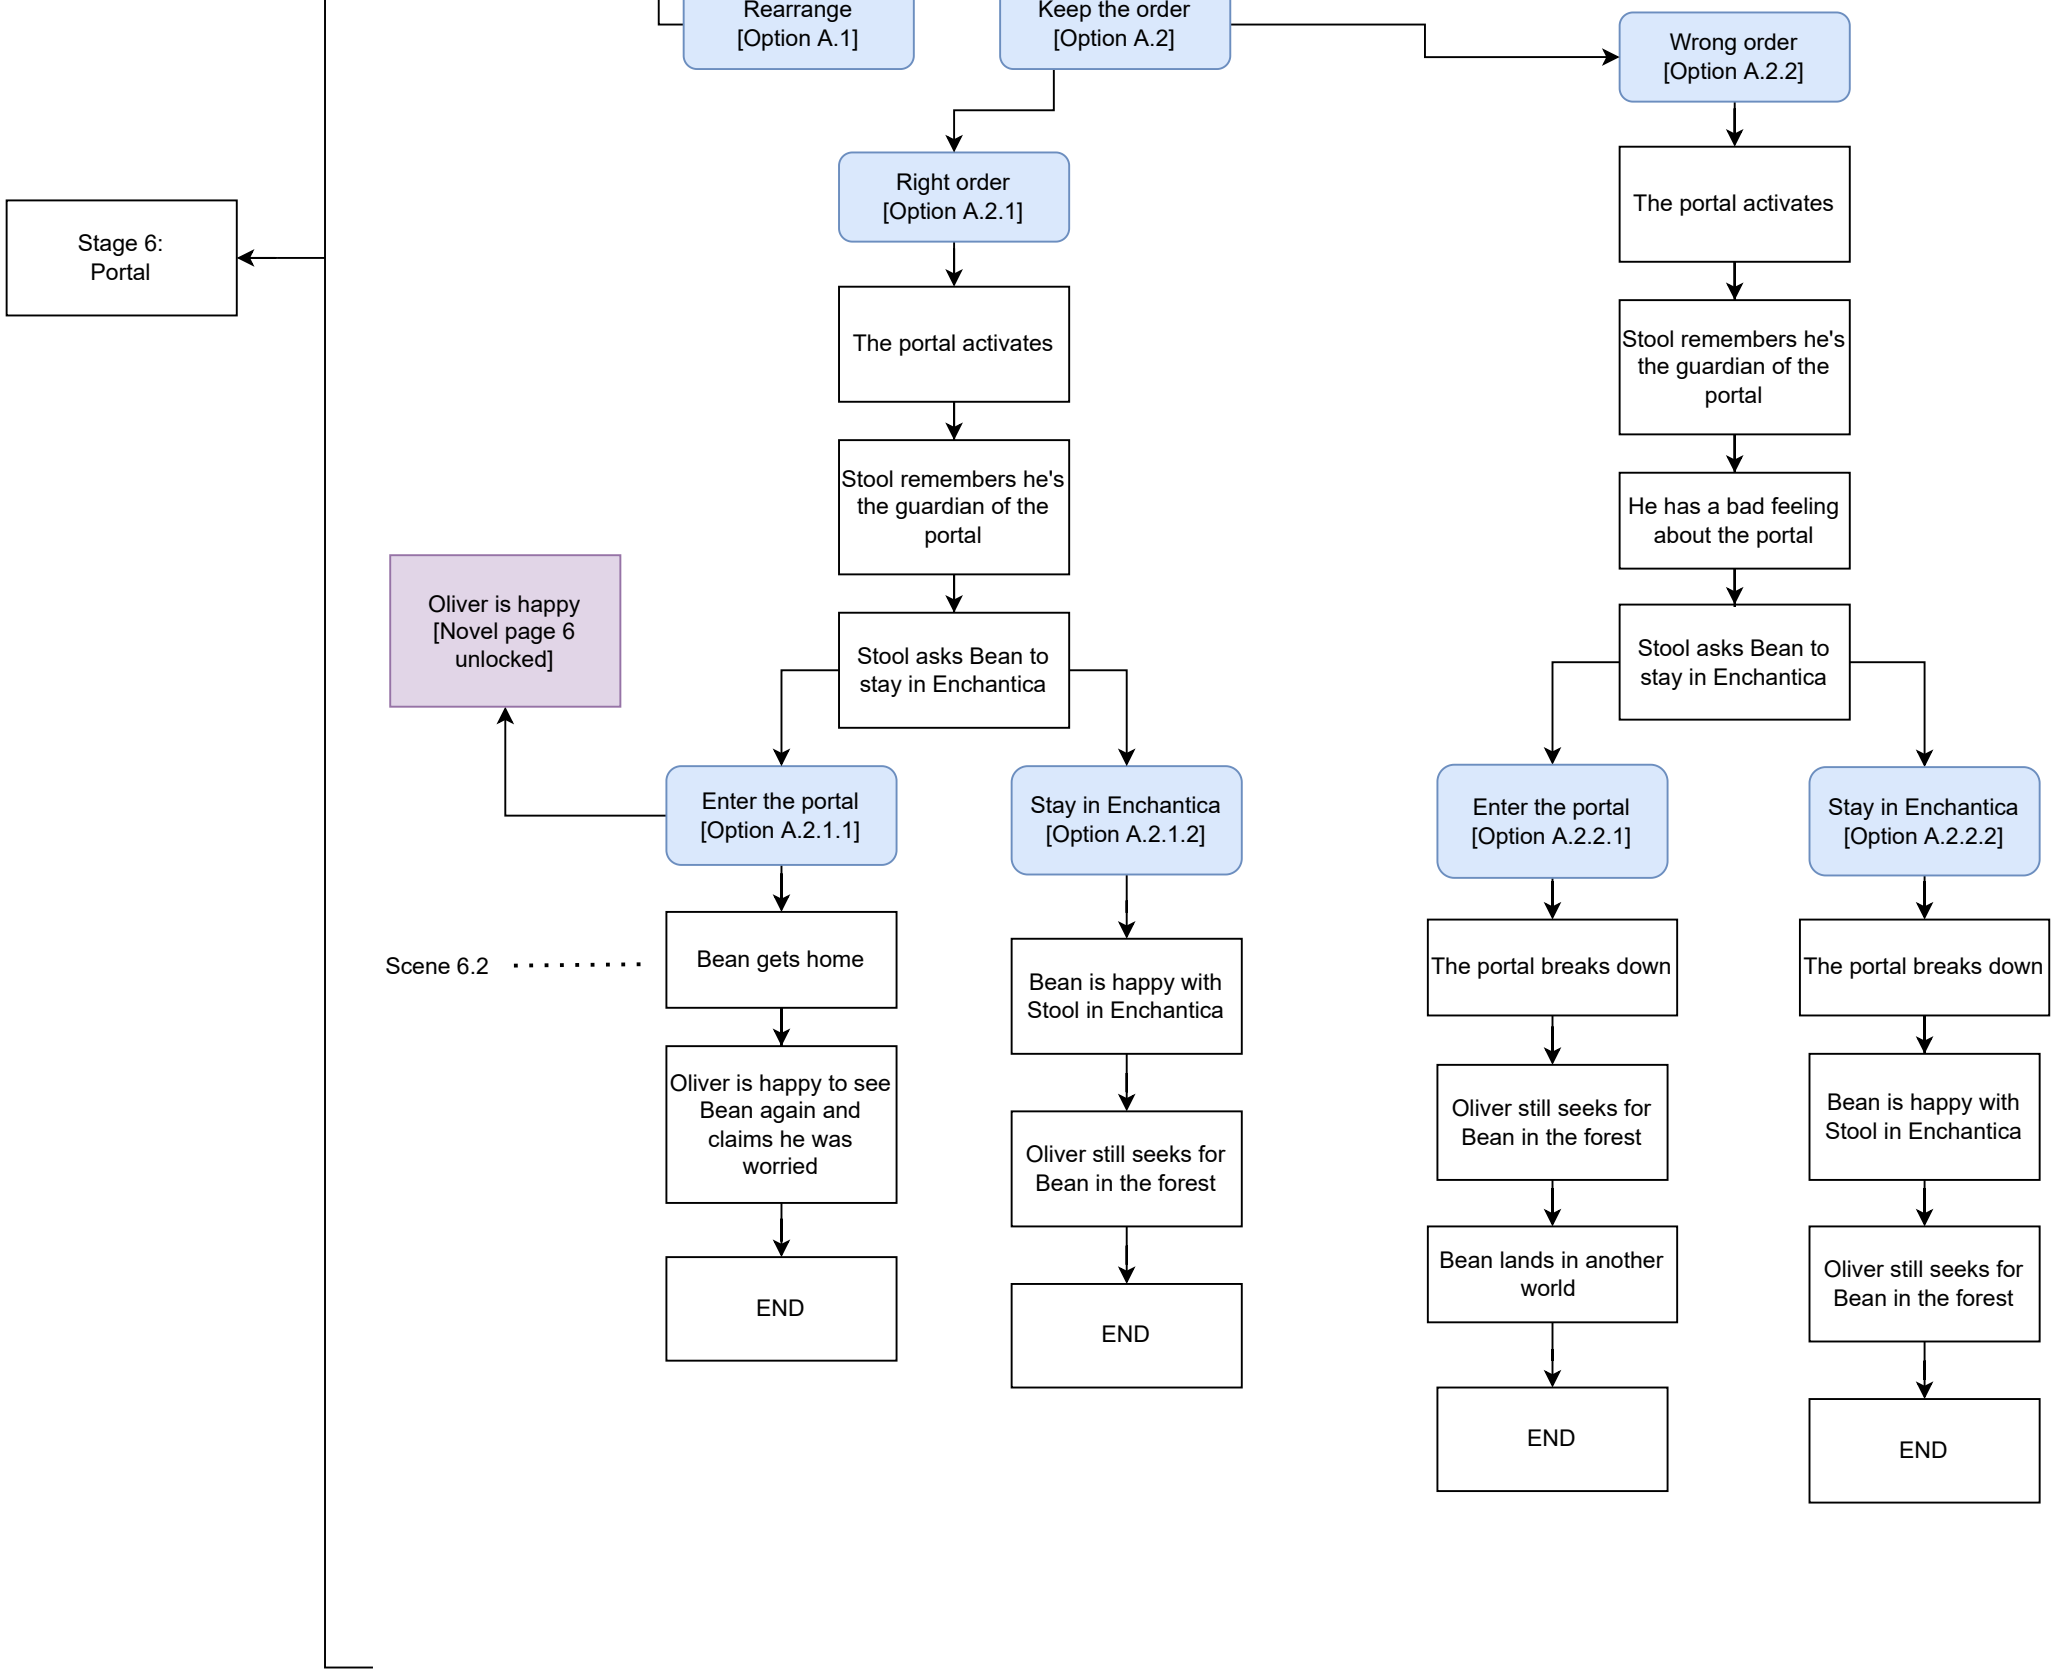 Rearrange
[Option A.1]
Keep the order
[Option A.2]
Wrong order
[Option A.2.2]
Right order
[Option A.2.1]
Stage 6:
Portal
The portal activates
The portal activates
Stool remembers he's
the guardian of the
portal
Stool remembers he's
the guardian of the
portal
He has a bad feeling
about the portal
Oliver is happy
[Novel page 6
unlocked]
Stool asks Bean to
stay in Enchantica
Stool asks Bean to
stay in Enchantica
Enter the portal
[Option A.2.1.1]
Stay in Enchantica
[Option A.2.1.2]
Enter the portal
[Option A.2.2.1]
Stay in Enchantica
[Option A.2.2.2]
Scene 6.2
Bean gets home
Bean is happy with
Stool in Enchantica
The portal breaks down
The portal breaks down
Oliver is happy to see
Bean again and
claims he was
worried
Oliver still seeks for
Bean in the forest
Oliver still seeks for
Bean in the forest
Bean is happy with
Stool in Enchantica
END
END
Bean lands in another
world
Oliver still seeks for
Bean in the forest
END
END